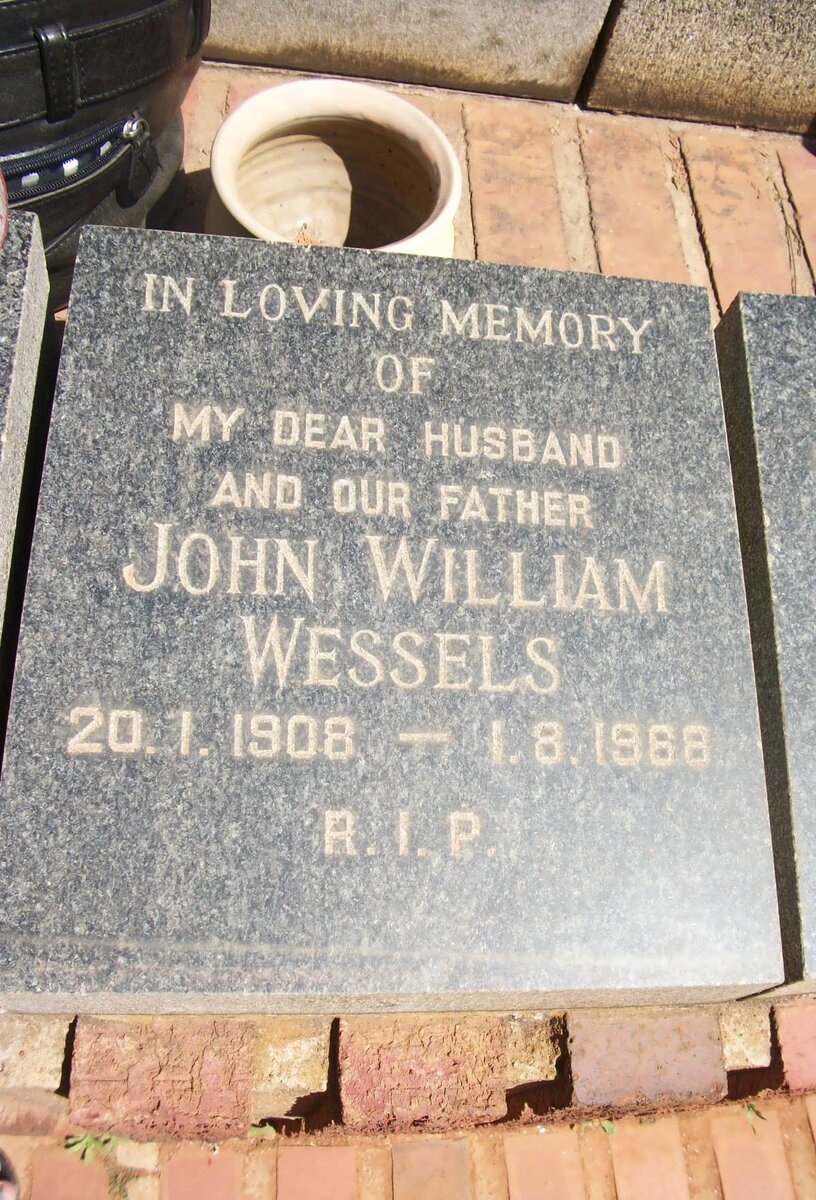 IN LOVING MEMORY
OF
MY DEAR HUSBAND
AND OUR FATHER
JOHN WILLIAM
WESSELS
20.1.1908 — 1.8.1968
R.I.P.